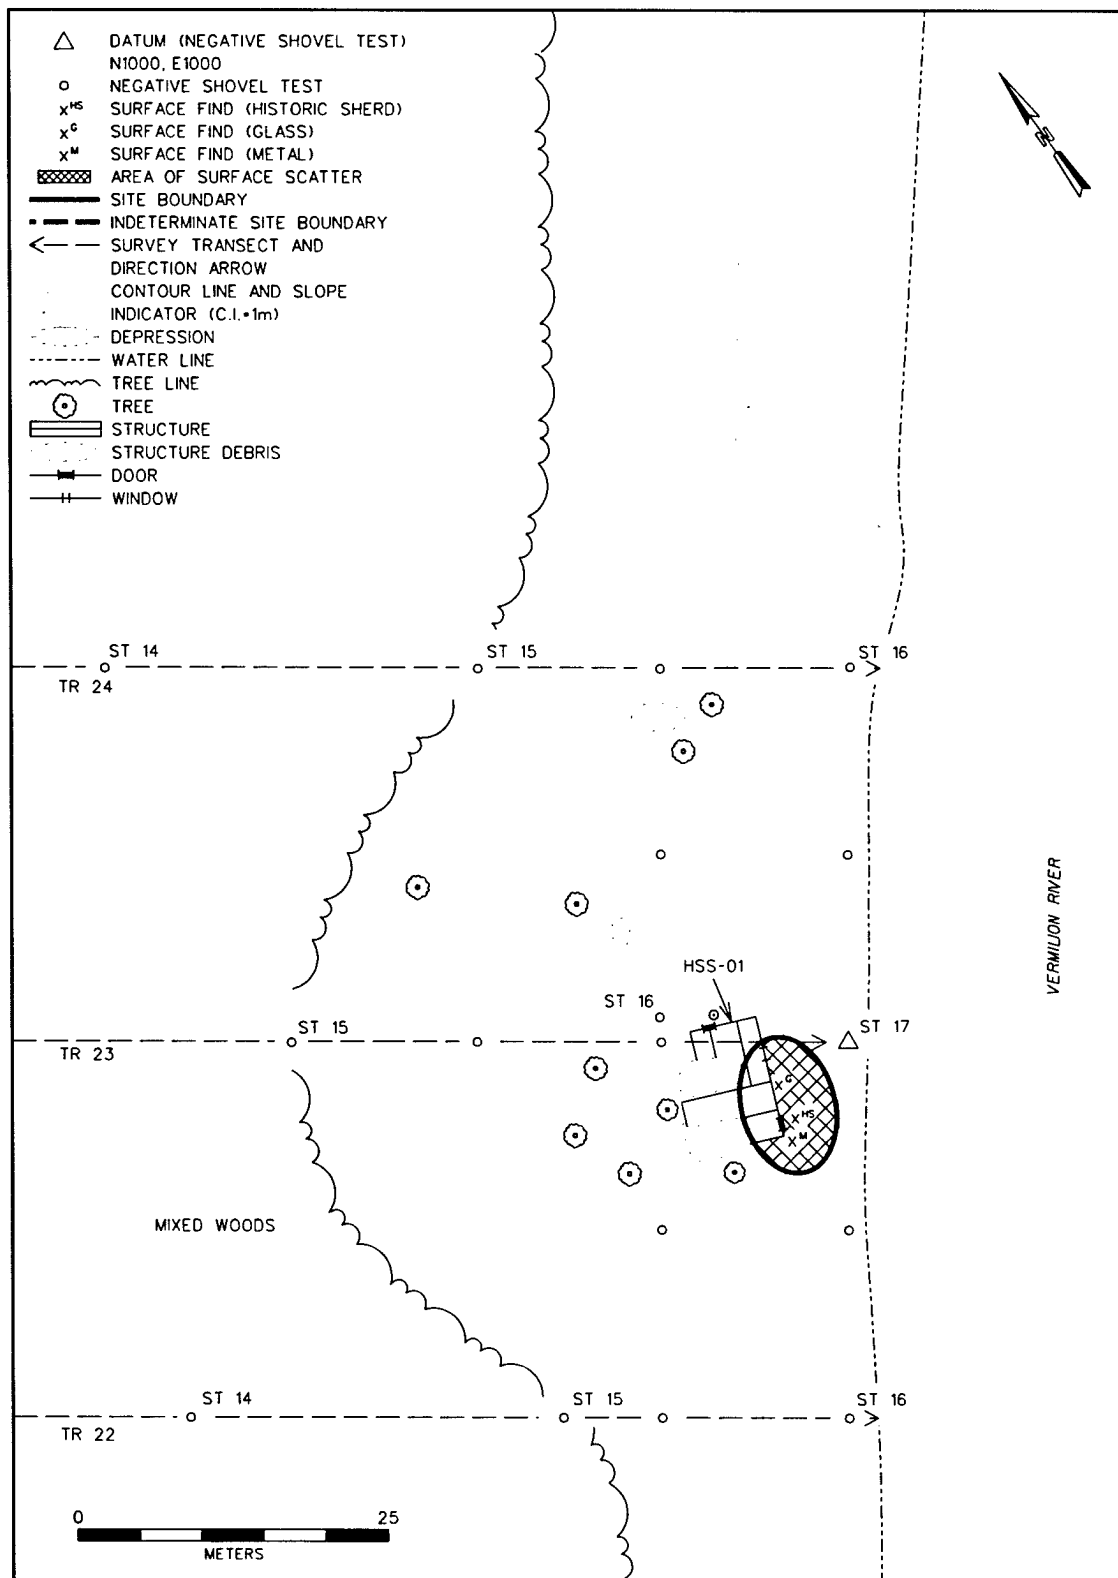 DATUM (NEGATIVE SHOVEL TEST)
N1000, E1000
NEGATIVE SHOVEL TEST
X HS SURFACE FIND (HISTORIC SHERD)
X G SURFACE FIND (GLASS)
X M SURFACE FIND (METAL)
AREA OF SURFACE SCATTER
SITE BOUNDARY
INDETERMINATE SITE BOUNDARY
SURVEY TRANSECT AND
DIRECTION ARROW
CONTOUR LINE AND SLOPE
INDICATOR (C.I.=1m)
DEPRESSION
WATER LINE
TREE LINE
TREE
STRUCTURE
STRUCTURE DEBRIS
DOOR
WINDOW
N
ST 14
ST 15
ST 16
TR 24
VERMILION RIVER
HSS-01
ST 16
ST 15
ST 17
TR 23
X G
X HS
X M
MIXED WOODS
ST 14
ST 15
ST 16
TR 22
0 25
METERS